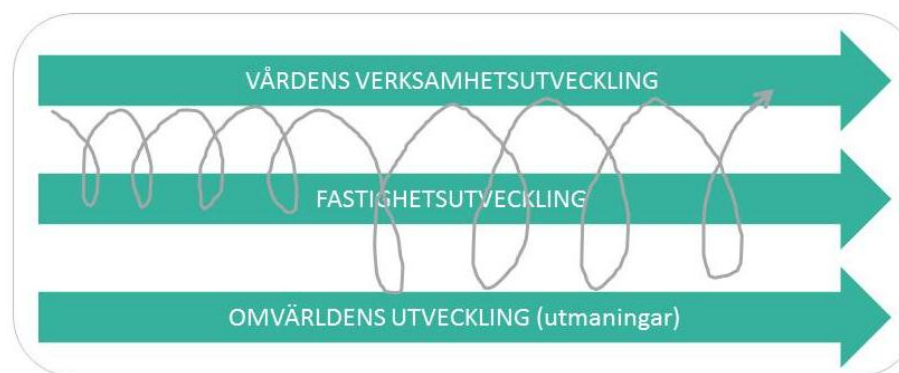 VÅRDENS VERKSAMHETSUTVECKLING
FASTIGHETSUTVECKLING
OMVÄRLDENS UTVECKLING (utmaningar)